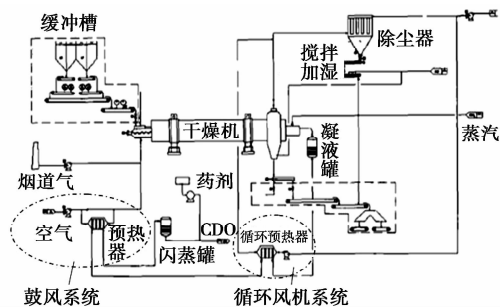 缓冲槽
除尘器
搅拌
加湿
干燥机
蒸汽
凝
液
罐
烟道气
药剂
空气
预热
器
CDO
闪蒸罐
循环预热器
鼓风系统
循环风机系统